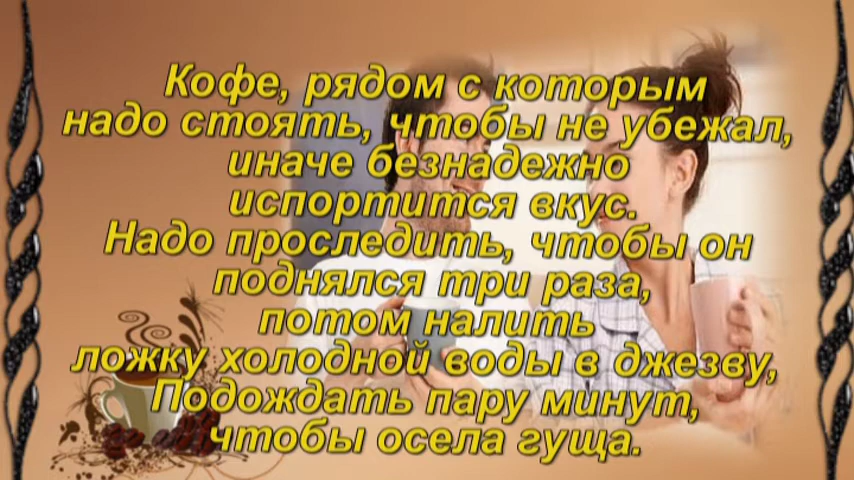 Кофе, рядом с которым
надо стоять, чтобы не убежал,
иначе безнадежно
испортится вкус.
Надо проследить, чтобы он
поднялся три раза,
потом налить
ложку холодной воды в джезву,
Подождать пару минут,
чтобы осела гуща.